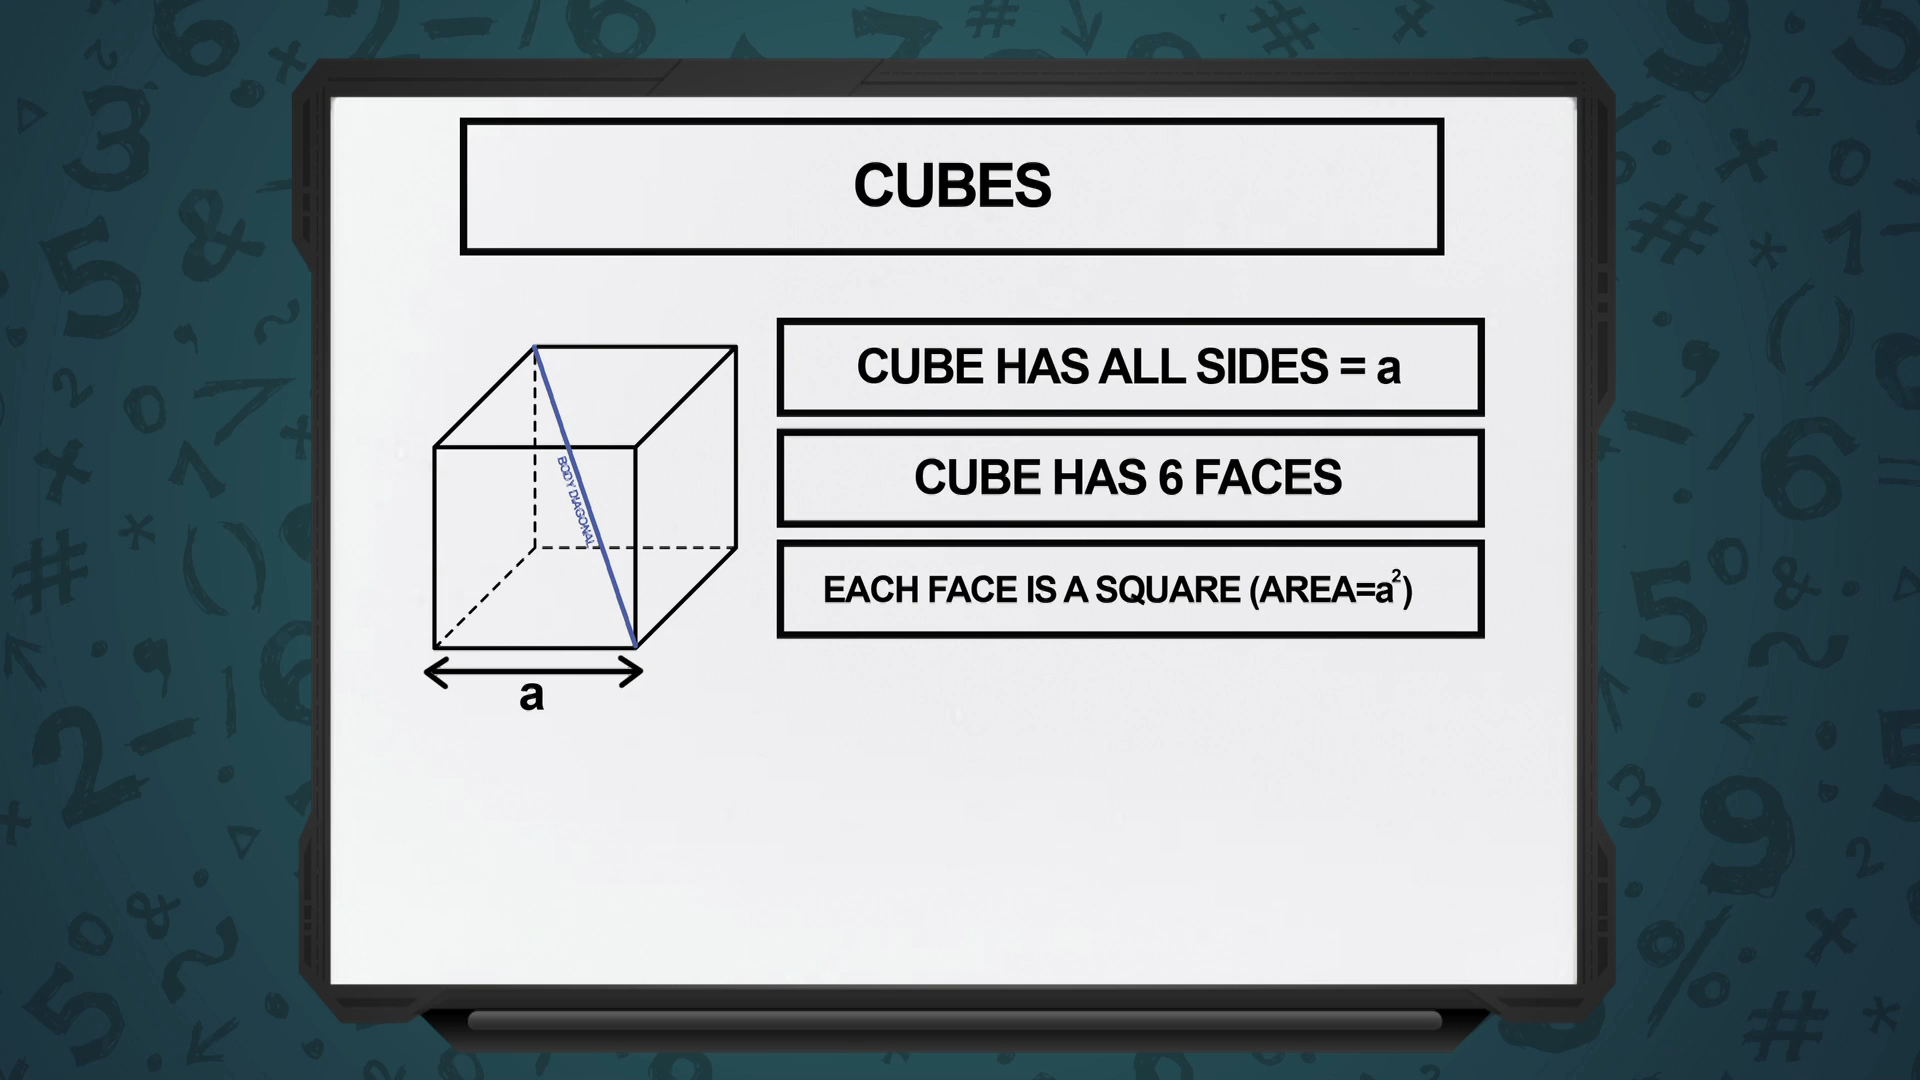 CUBES
CUBE HAS ALL SIDES = a
CUBE HAS 6 FACES
EACH FACE IS A SQUARE (AREA=a²)
BODY DIAGONAL
a